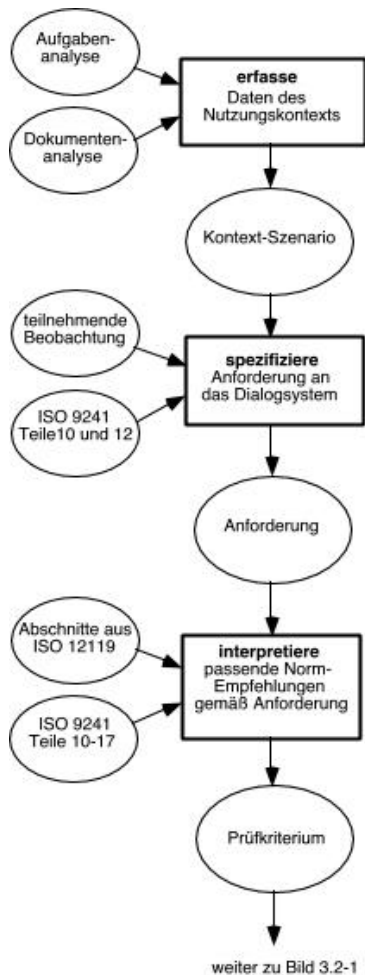 Aufgaben-
analyse
erfasse
Daten des
Nutzungskontexts
Dokumenten-
analyse
Kontext-Szenario
teilnehmende
Beobachtung
spezifiziere
Anforderung an
das Dialogsystem
ISO 9241
Teile10 und 12
Anforderung
Abschnitte aus
ISO 12119
interpretiere
passende Norm-
Empfehlungen
gemäß Anforderung
ISO 9241
Teile 10-17
Prüfkriterium
weiter zu Bild 3.2-1